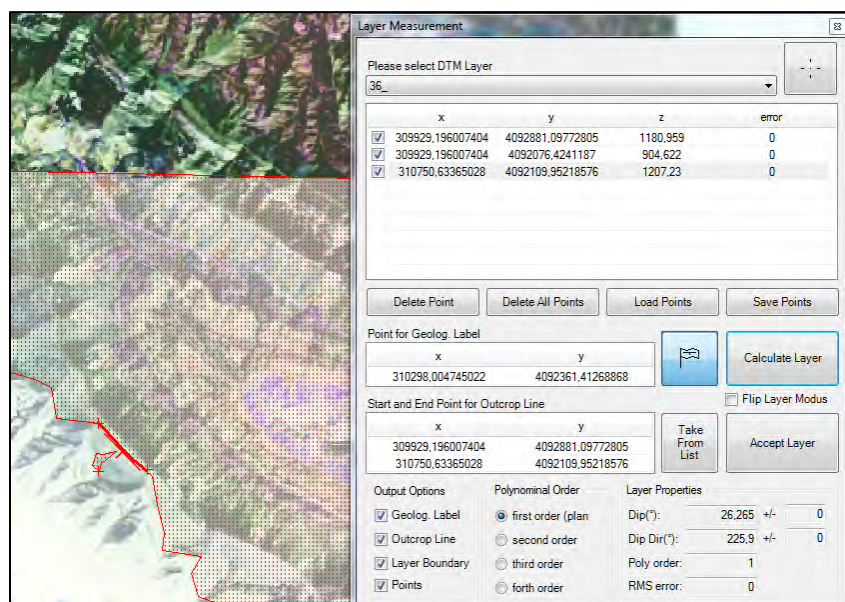 Layer Measurement
Please select DTM Layer
36_
x y z error
309929,196007404 4092881,09772805 1180,959 0
309929,196007404 4092076,4241187 904,622 0
310750,63365028 4092109,95218576 1207,23 0
Delete Point Delete All Points Load Points Save Points
Point for Geolog. Label
x y
310298,004745022 4092361,41268868
Calculate Layer
Flip Layer Modus
Start and End Point for Outcrop Line
x y
309929,196007404 4092881,09772805
310750,63365028 4092109,95218576
Take From List
Accept Layer
Output Options Polynominal Order Layer Properties
Geolog. Label first order (plan Dip(°): 26,265 +/- 0
Outcrop Line second order Dip Dir(°): 225,9 +/- 0
Layer Boundary third order Poly order: 1
Points forth order RMS error: 0